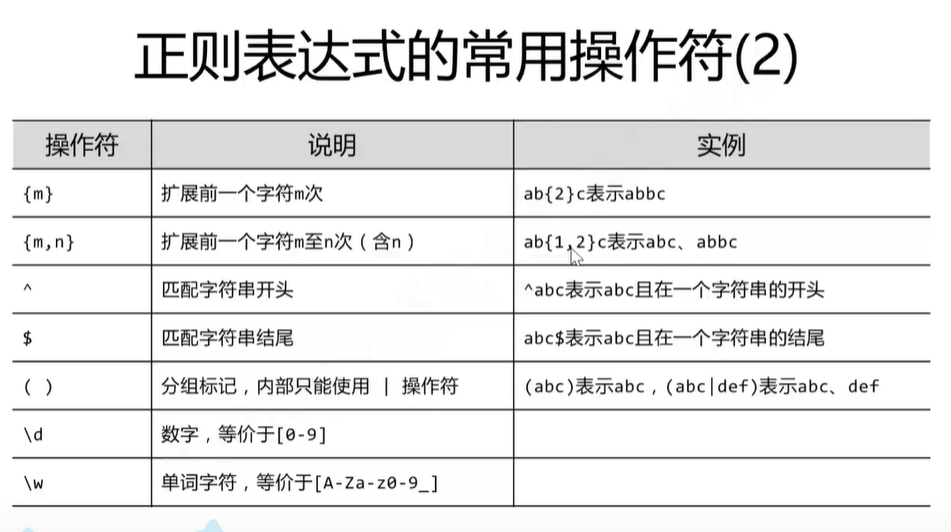 正则表达式的常用操作符(2)
操作符 说明 实例
{m} 扩展前一个字符m次 ab{2}c表示abbc
{m,n} 扩展前一个字符m至n次（含n） ab{1,2}c表示abc、abbc
^ 匹配字符串开头 ^abc表示abc且在一个字符串的开头
$ 匹配字符串结尾 abc$表示abc且在一个字符串的结尾
( ) 分组标记，内部只能使用 | 操作符 (abc)表示abc，(abc|def)表示abc、def
\d 数字，等价于[0-9]
\w 单词字符，等价于[A-Za-z0-9_]